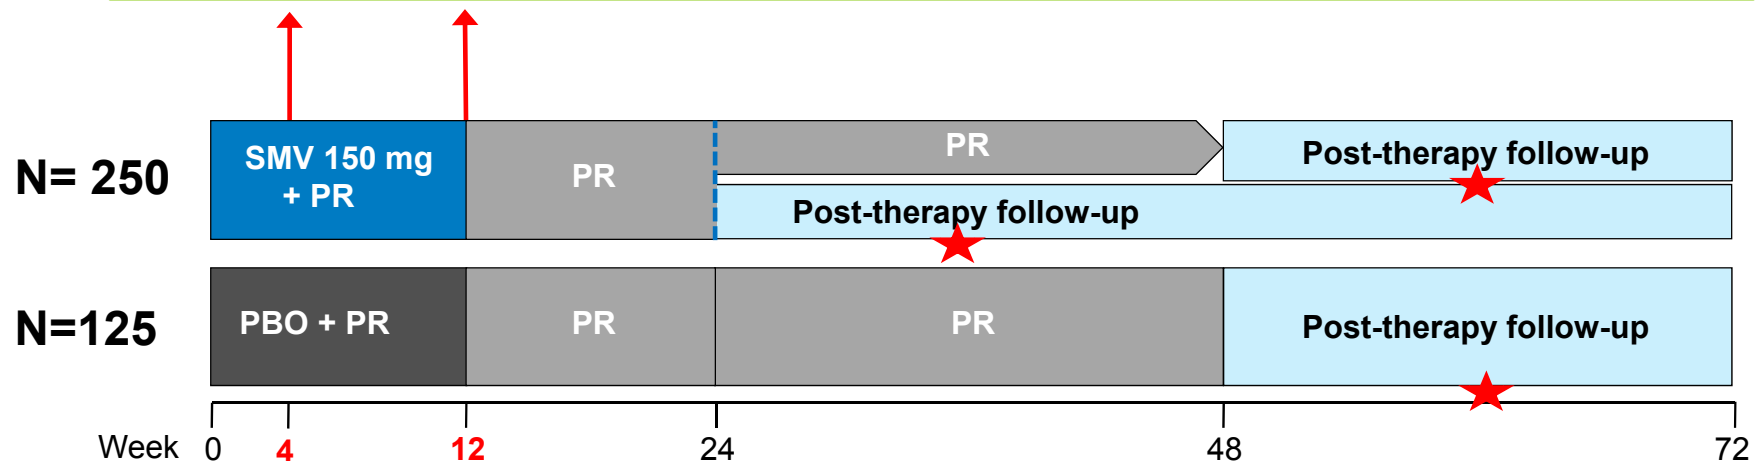 N= 250
SMV 150 mg
+ PR
PR
PR
Post-therapy follow-up
Post-therapy follow-up
N=125
PBO + PR
PR
PR
Post-therapy follow-up
Week 0 4 12 24 48 72